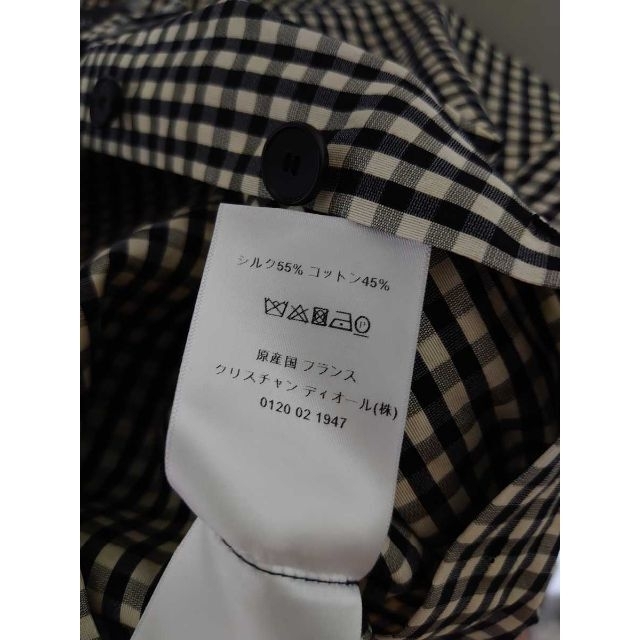 シルク55% コットン45%
原産国 フランス
クリスチャン ディオール(株)
0120 02 1947